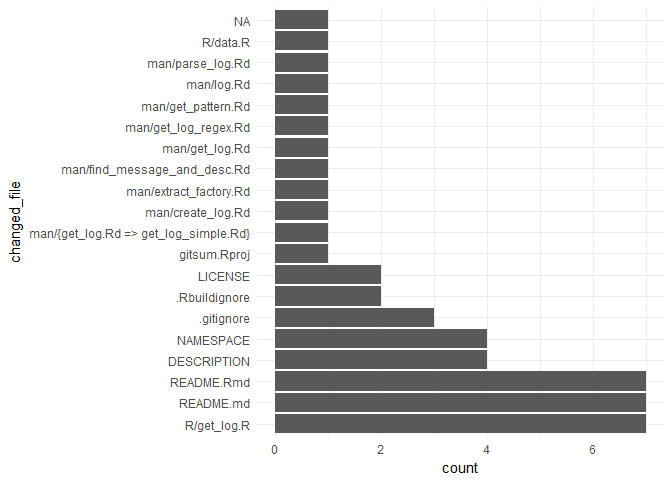 NA
R/data.R
man/parse_log.Rd
man/log.Rd
man/get_pattern.Rd
man/get_log_regex.Rd
man/get_log.Rd
man/find_message_and_desc.Rd
man/extract_factory.Rd
man/create_log.Rd
man/{get_log.Rd => get_log_simple.Rd}
gitsum.Rproj
LICENSE
.Rbuildignore
.gitignore
NAMESPACE
DESCRIPTION
README.Rmd
README.md
R/get_log.R
changed_file
0 2 4 6
count